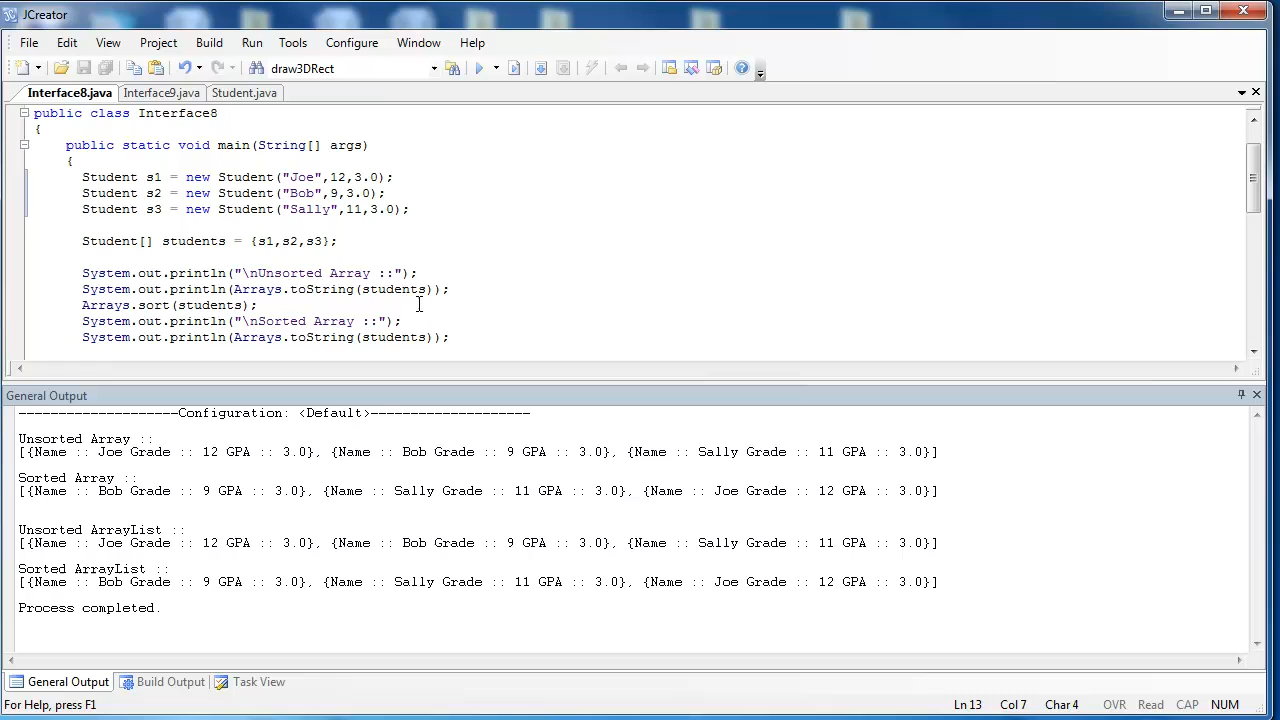 JCreator
File Edit View Project Build Run Tools Configure Window Help
draw3DRect
Interface8.java Interface9.java Student.java
public class Interface8
{
public static void main(String[] args)
{
Student s1 = new Student("Joe",12,3.0);
Student s2 = new Student("Bob",9,3.0);
Student s3 = new Student("Sally",11,3.0);
Student[] students = {s1,s2,s3};
System.out.println("\nUnsorted Array ::");
System.out.println(Arrays.toString(students));
Arrays.sort(students);
System.out.println("\nSorted Array ::");
System.out.println(Arrays.toString(students));
General Output
--------------------Configuration: <Default>--------------------
Unsorted Array ::
[{Name :: Joe Grade :: 12 GPA :: 3.0}, {Name :: Bob Grade :: 9 GPA :: 3.0}, {Name :: Sally Grade :: 11 GPA :: 3.0}]
Sorted Array ::
[{Name :: Bob Grade :: 9 GPA :: 3.0}, {Name :: Sally Grade :: 11 GPA :: 3.0}, {Name :: Joe Grade :: 12 GPA :: 3.0}]
Unsorted ArrayList ::
[{Name :: Joe Grade :: 12 GPA :: 3.0}, {Name :: Bob Grade :: 9 GPA :: 3.0}, {Name :: Sally Grade :: 11 GPA :: 3.0}]
Sorted ArrayList ::
[{Name :: Bob Grade :: 9 GPA :: 3.0}, {Name :: Sally Grade :: 11 GPA :: 3.0}, {Name :: Joe Grade :: 12 GPA :: 3.0}]
Process completed.
General Output Build Output Task View
For Help, press F1 Ln 13 Col 7 Char 4 OVR Read CAP NUM